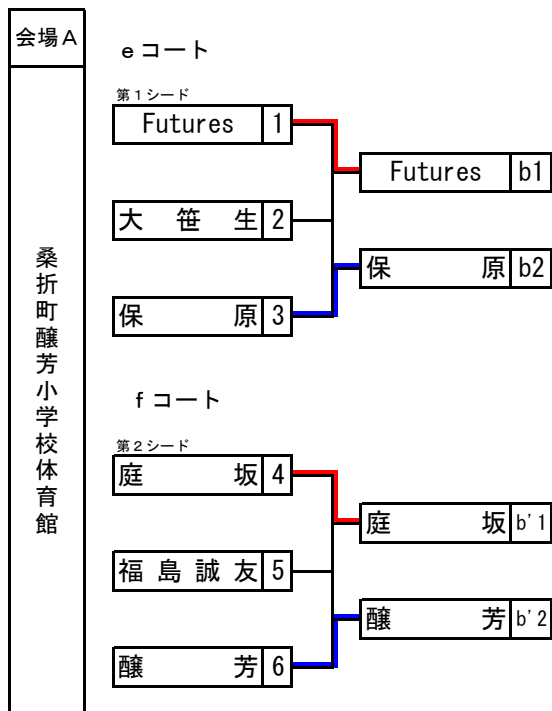 会場A
桑折町醸芳小学校体育館
eコート
第1シード
Futures 1
大笹生 2
保原 3
Futures b1
保原 b2
fコート
第2シード
庭坂 4
福島誠友 5
醸芳 6
庭坂 b'1
醸芳 b'2